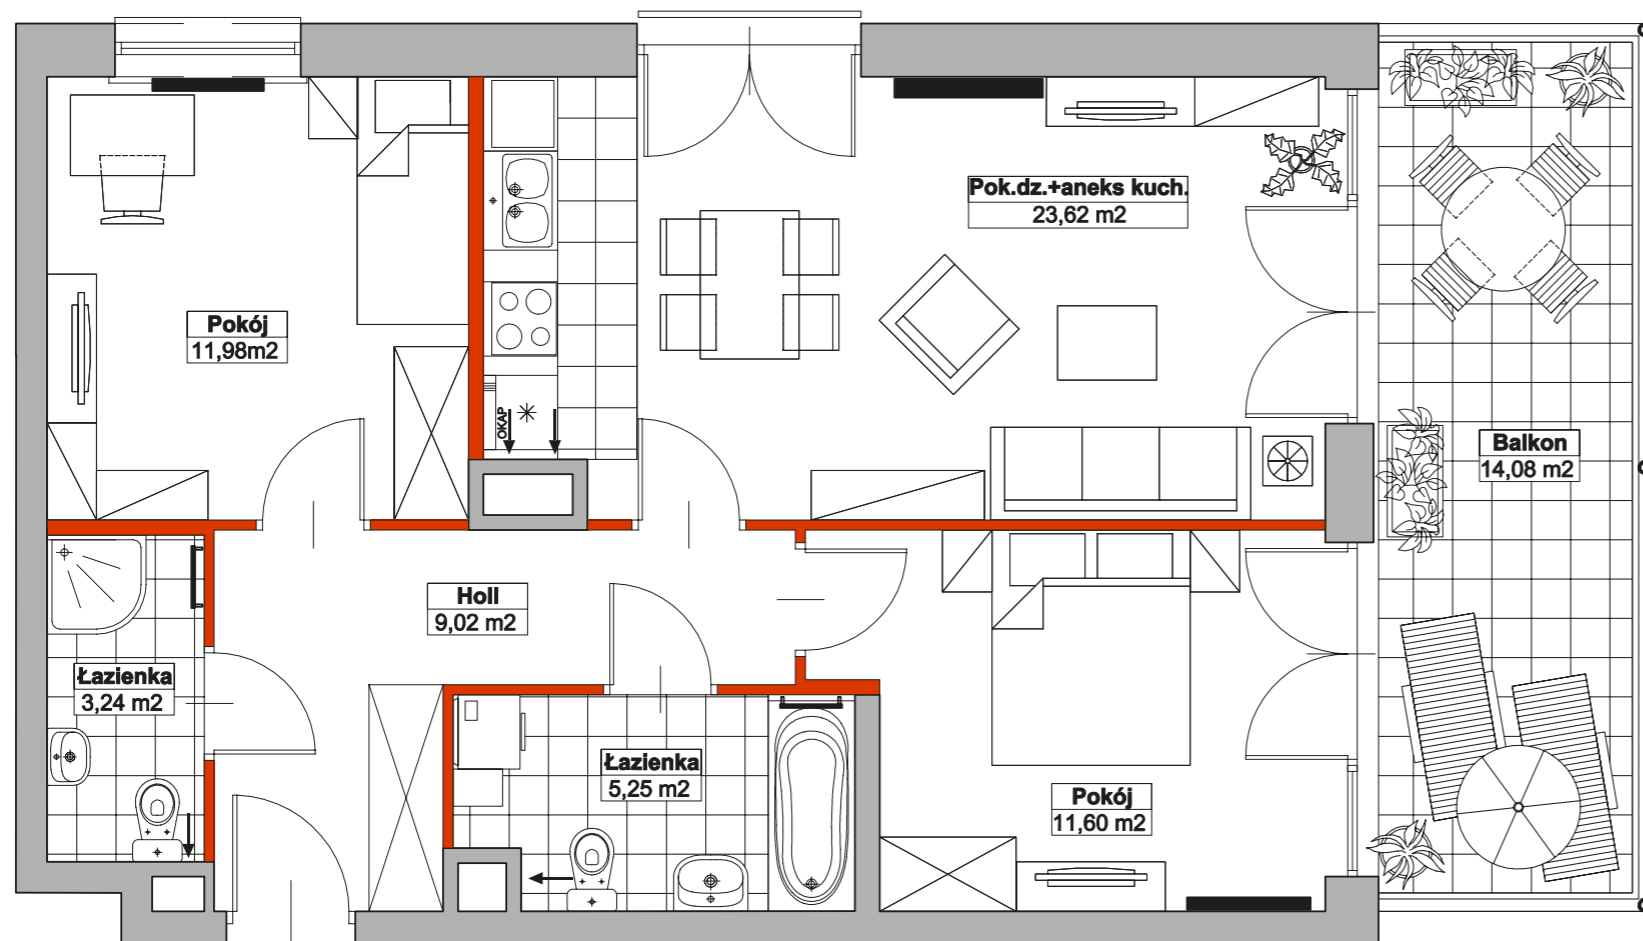 Pok.dz.+aneks kuch.
23,62 m2
Pokój
11,98m2
OKAP
Balkon
14,08 m2
Holl
9,02 m2
Łazienka
3,24 m2
Łazienka
5,25 m2
Pokój
11,60 m2